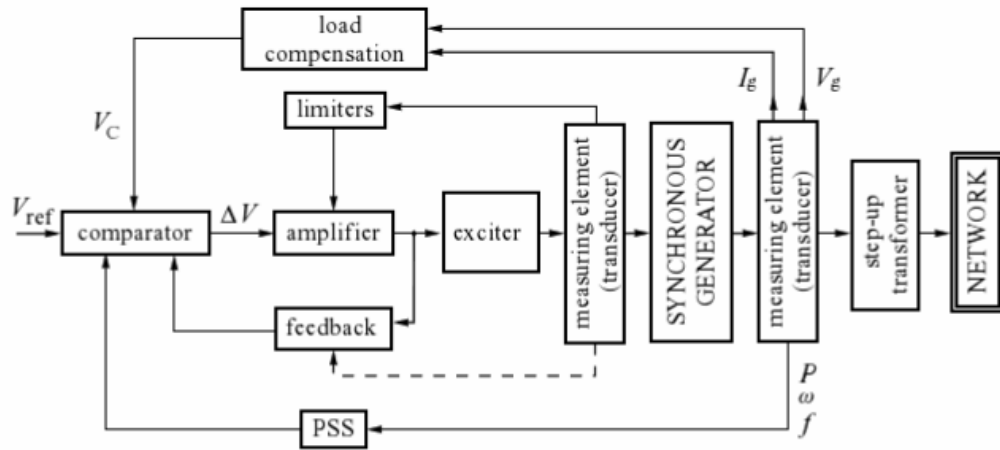 load
compensation
I_g
V_g
V_C
limiters
V_ref
comparator
ΔV
amplifier
exciter
measuring element
(transducer)
SYNCHRONOUS
GENERATOR
measuring element
(transducer)
step-up
transformer
NETWORK
feedback
PSS
P
ω
f